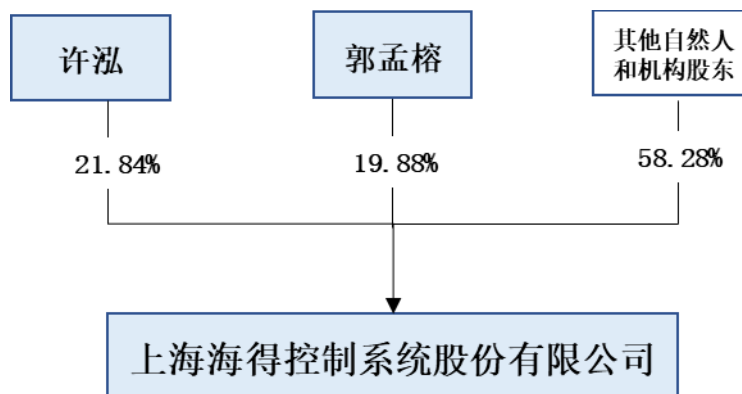 许泓
郭孟榕
其他自然人
和机构股东
21.84%
19.88%
58.28%
上海海得控制系统股份有限公司